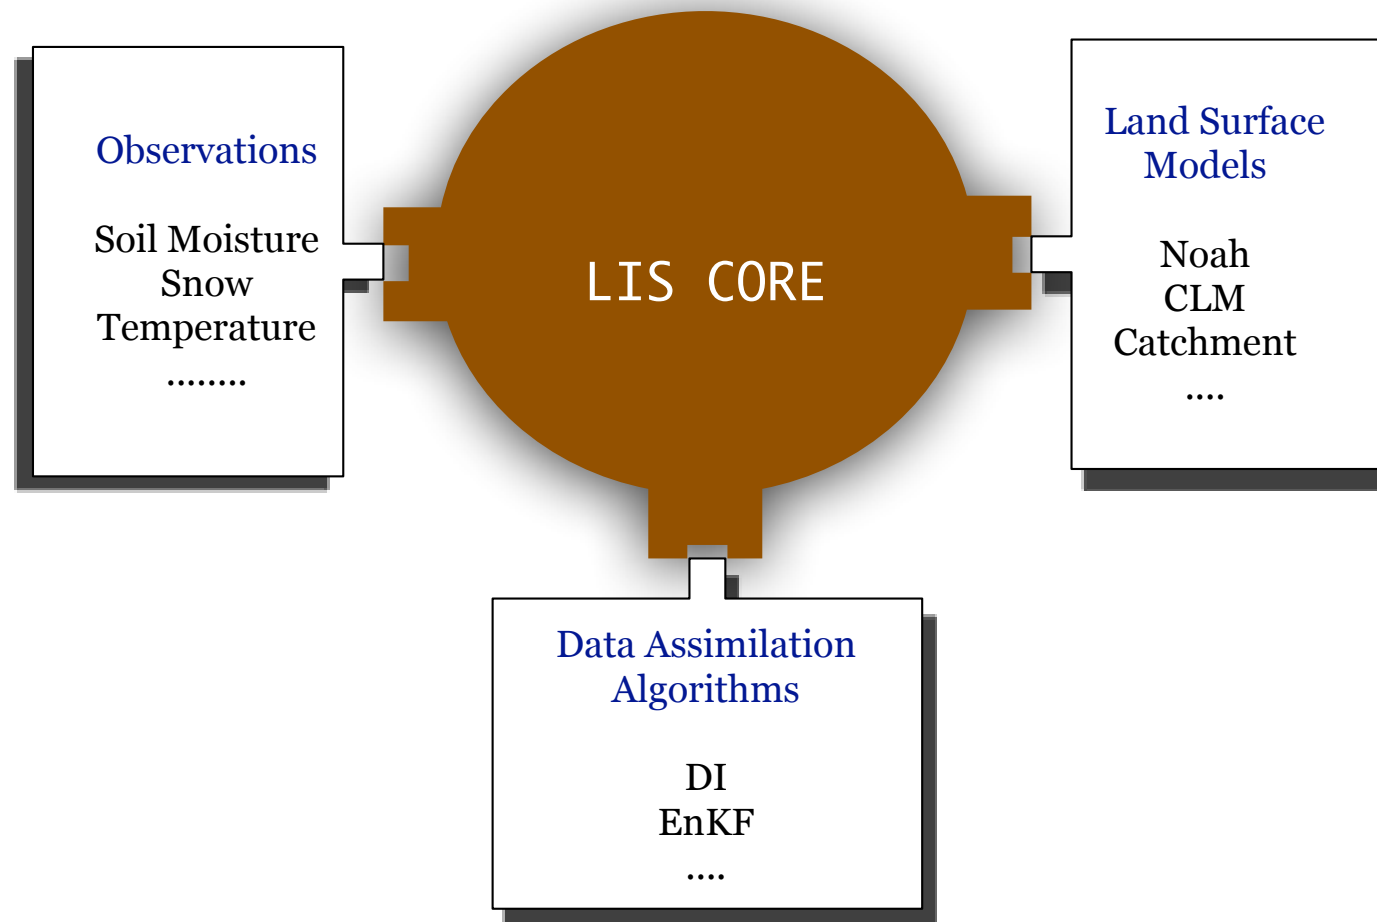 Observations
Soil Moisture
Snow
Temperature
........
LIS CORE
Land Surface
Models
Noah
CLM
Catchment
....
Data Assimilation
Algorithms
DI
EnKF
....